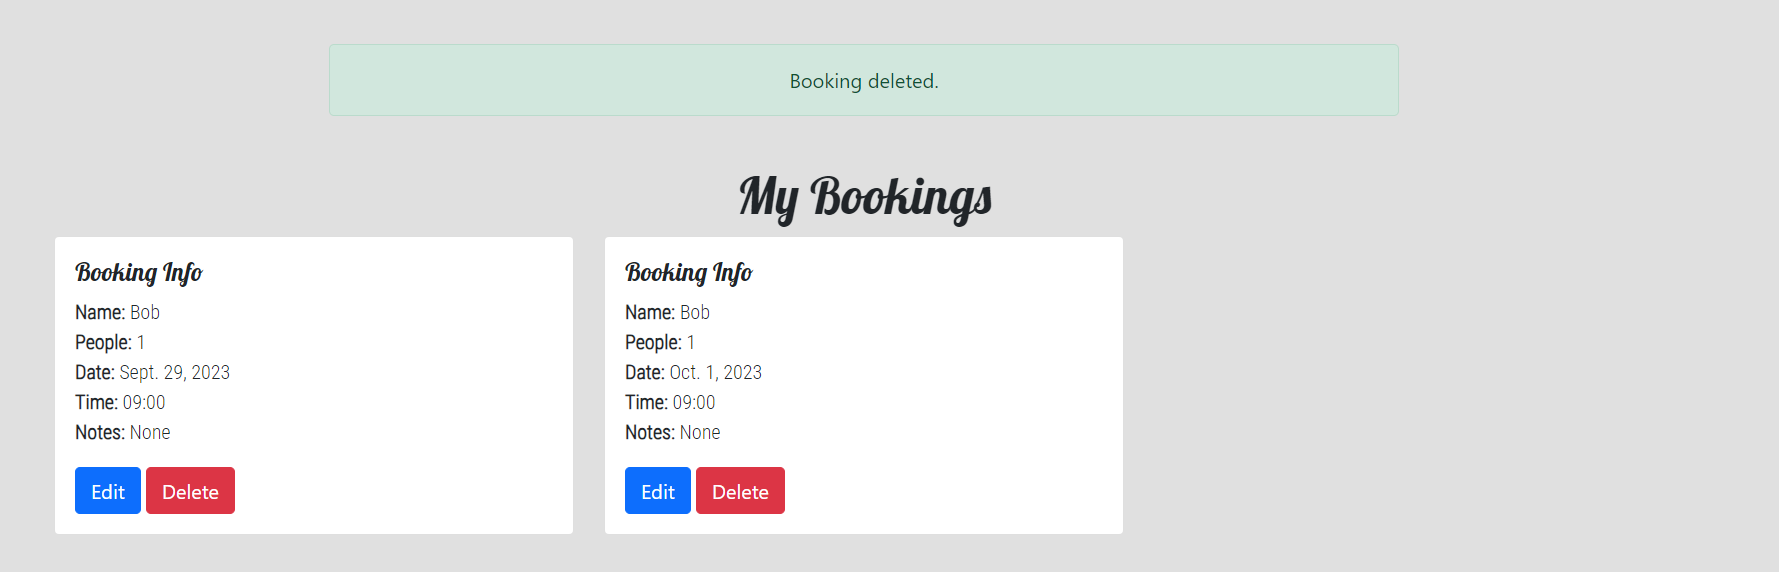 Booking deleted.
My Bookings
Booking Info
Name: Bob
People: 1
Date: Sept. 29, 2023
Time: 09:00
Notes: None
Edit Delete
Booking Info
Name: Bob
People: 1
Date: Oct. 1, 2023
Time: 09:00
Notes: None
Edit Delete